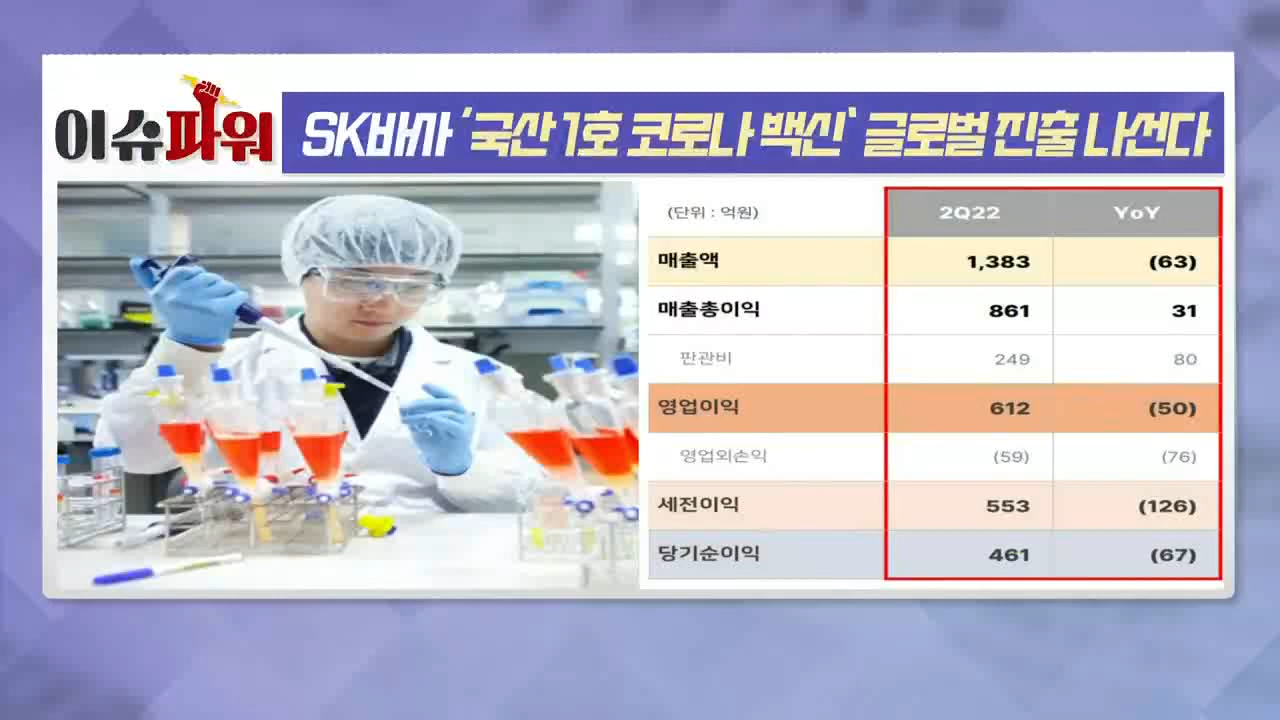 이슈파워
SK바사 '국산 1호 코로나 백신' 글로벌 진출 나선다
(단위 : 억원) 2Q22 YoY
매출액 1,383 (63)
매출총이익 861 31
판관비 249 80
영업이익 612 (50)
영업외손익 (59) (76)
세전이익 553 (126)
당기순이익 461 (67)